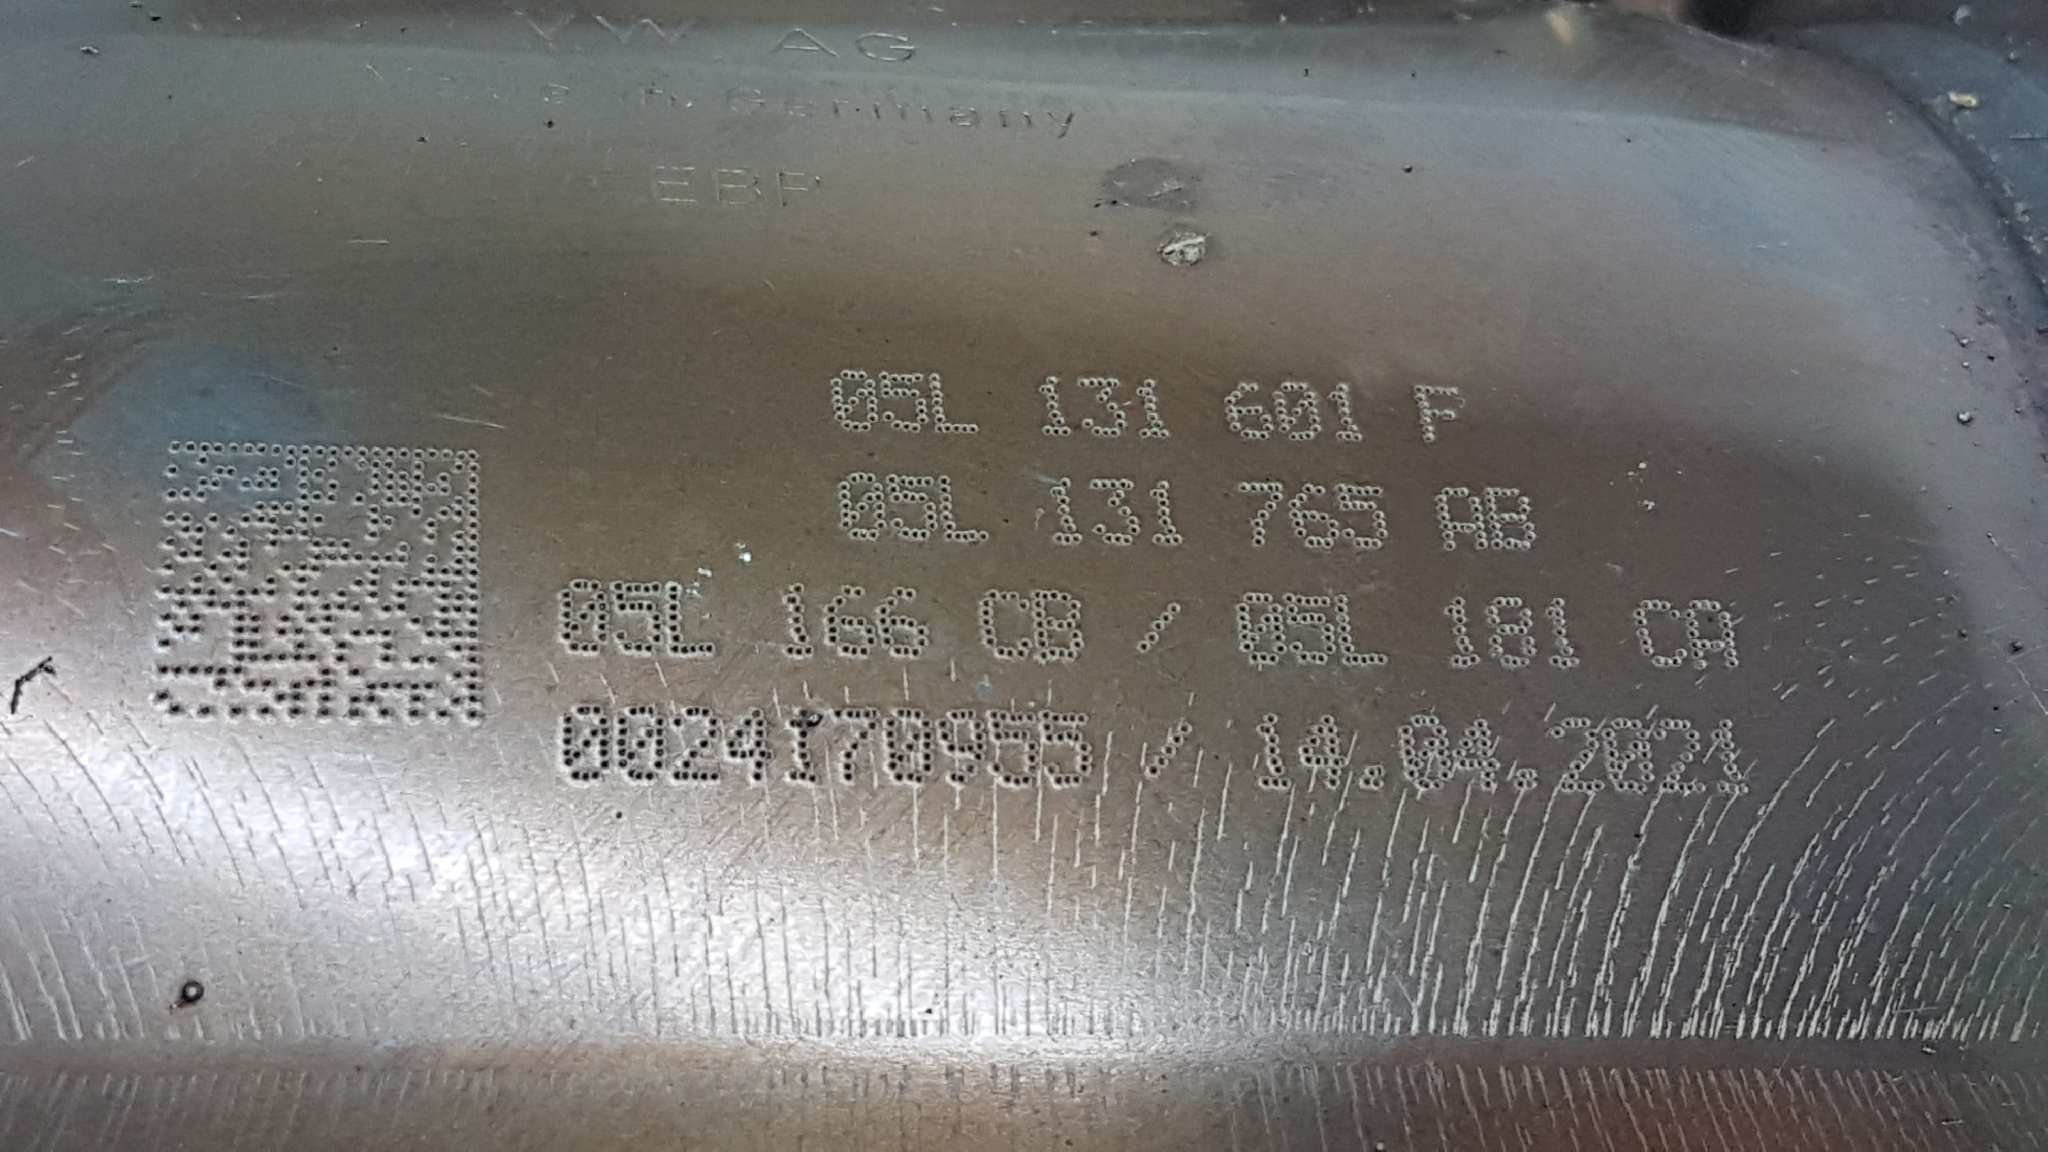 VW AG
in Germany
EBP
05L 131 601 F
05L 131 765 AB
05L 166 CB / 05L 181 CA
0024170955 / 14.04.2021